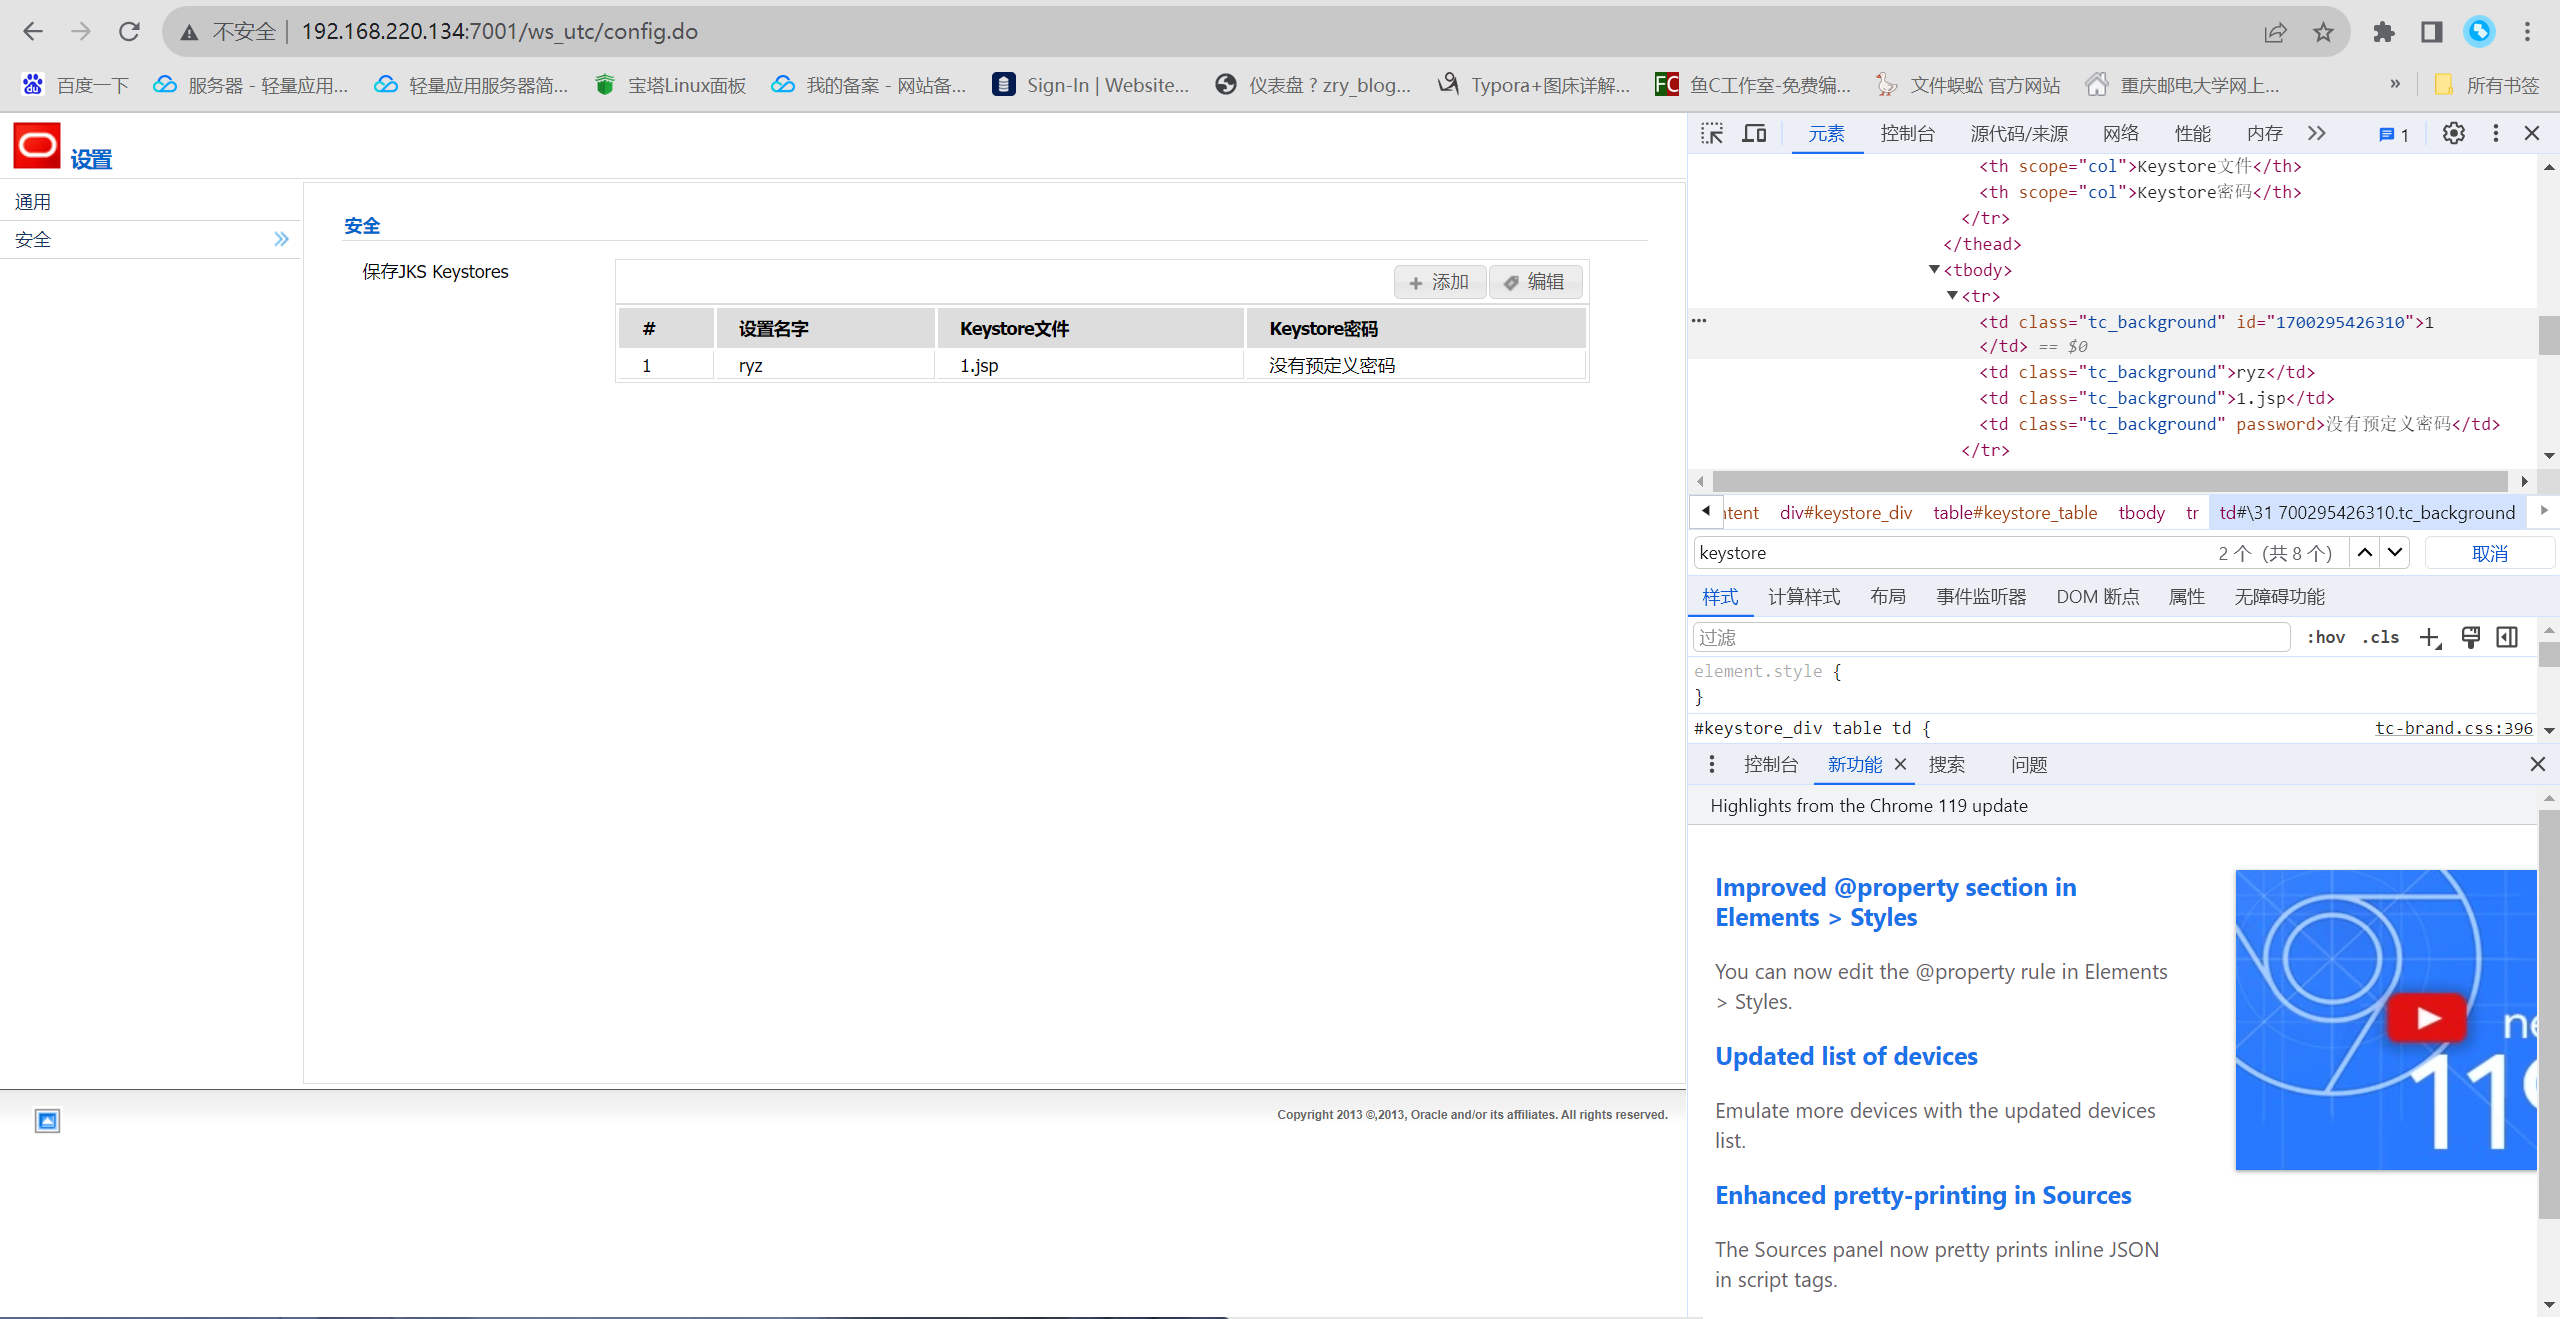 不安全 192.168.220.134:7001/ws_utc/config.do
百度一下 服务器 - 轻量应用... 轻量应用服务器简... 宝塔Linux面板 我的备案 - 网站备... Sign-In | Website... 仪表盘 ? zry_blog... Typora+图床详解... 鱼C工作室-免费编... 文件蜈蚣 官方网站 重庆邮电大学网上... » 所有书签
设置
通用
安全
安全
保存JKS Keystores
添加 编辑
# 设置名字 Keystore文件 Keystore密码
1 ryz 1.jsp 没有预定义密码
Copyright 2013 ©,2013, Oracle and/or its affiliates. All rights reserved.
元素 控制台 源代码/来源 网络 性能 内存 1
<th scope="col">Keystore文件</th>
<th scope="col">Keystore密码</th>
</tr>
</thead>
▼<tbody>
▼<tr>
<td class="tc_background" id="1700295426310">1
</td> == $0
<td class="tc_background">ryz</td>
<td class="tc_background">1.jsp</td>
<td class="tc_background" password>没有预定义密码</td>
</tr>
ntent div#keystore_div table#keystore_table tbody tr td#\31 700295426310.tc_background
keystore 2 个 (共 8 个) 取消
样式 计算样式 布局 事件监听器 DOM 断点 属性 无障碍功能
过滤 :hov .cls
element.style {
}
#keystore_div table td { tc-brand.css:396
控制台 新功能 搜索 问题
Highlights from the Chrome 119 update
Improved @property section in
Elements > Styles
You can now edit the @property rule in Elements
> Styles.
Updated list of devices
Emulate more devices with the updated devices
list.
Enhanced pretty-printing in Sources
The Sources panel now pretty prints inline JSON
in script tags.
ne
119